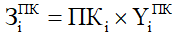 З_i^ПК = ПК_i × Y_i^ПК